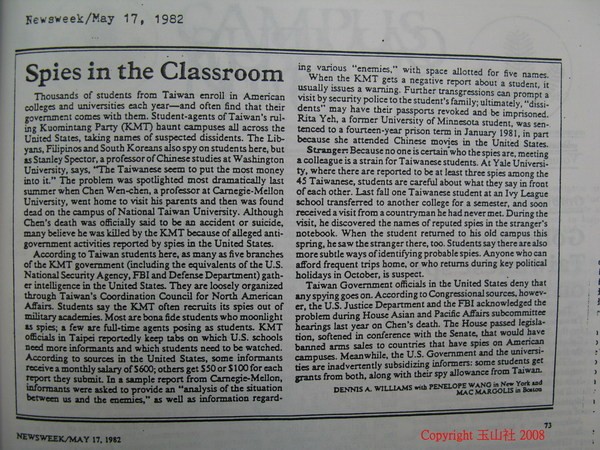 Newsweek/May 17, 1982
Spies in the Classroom
Thousands of students from Taiwan enroll in American
colleges and universities each year—and often find that their
government comes with them. Student-agents of Taiwan's rul-
ing Kuomintang Party (KMT) haunt campuses all across the
United States, taking names of suspected dissidents. The Lib-
yans, Filipinos and South Koreans also spy on students here, but
as Stanley Spector, a professor of Chinese studies at Washington
University, says, "The Taiwanese seem to put the most money
into it." The problem was spotlighted most dramatically last
summer when Chen Wen-chen, a professor at Carnegie-Mellon
University, went home to visit his parents and then was found
dead on the campus of National Taiwan University. Although
Chen's death was officially said to be an accident or suicide,
many believe he was killed by the KMT because of alleged anti-
government activities reported by spies in the United States.
According to Taiwan students here, as many as five branches
of the KMT government (including the equivalents of the U.S.
National Security Agency, FBI and Defense Department) gath-
er intelligence in the United States. They are loosely organized
through Taiwan's Coordination Council for North American
Affairs. Students say the KMT often recruits its spies out of
military academies. Most are bona fide students who moonlight
as spies; a few are full-time agents posing as students. KMT
officials in Taipei reportedly keep tabs on which U.S. schools
need more informants and which students need to be watched.
According to sources in the United States, some informants
receive a monthly salary of $600; others get $50 or $100 for each
report they submit. In a sample report from Carnegie-Mellon,
informants were asked to provide an "analysis of the situation
between us and the enemies," as well as information regard-
ing various "enemies," with space allotted for five names.
When the KMT gets a negative report about a student, it
usually issues a warning. Further transgressions can prompt a
visit by security police to the student's family; ultimately, "dissi-
dents" may have their passports revoked and be imprisoned.
Rita Yeh, a former University of Minnesota student, was sen-
tenced to a fourteen-year prison term in January 1981, in part
because she attended Chinese movies in the United States.
Stranger: Because no one is certain who the spies are, meeting
a colleague is a strain for Taiwanese students. At Yale Universi-
ty, where there are reported to be at least three spies among the
45 Taiwanese, students are careful about what they say in front
of each other. Last fall one Taiwanese student at an Ivy League
school transferred to another college for a semester, and soon
received a visit from a countryman he had never met. During the
visit, he discovered the names of reputed spies in the stranger's
notebook. When the student returned to his old campus this
spring, he saw the stranger there, too. Students say there are also
more subtle ways of identifying probable spies. Anyone who can
afford frequent trips home, or who returns during key political
holidays in October, is suspect.
Taiwan Government officials in the United States deny that
any spying goes on. According to Congressional sources, howev-
er, the U.S. Justice Department and the FBI acknowledged the
problem during House Asian and Pacific Affairs subcommittee
hearings last year on Chen's death. The House passed legisla-
tion, softened in conference with the Senate, that would have
banned arms sales to countries that have spies on American
campuses. Meanwhile, the U.S. Government and the universi-
ties are inadvertently subsidizing informers: some students get
grants from both, along with their spy allowance from Taiwan.
DENNIS A. WILLIAMS with PENELOPE WANG in New York and
MAC MARGOLIS in Boston
73
NEWSWEEK/MAY 17, 1982
Copyright 玉山社 2008